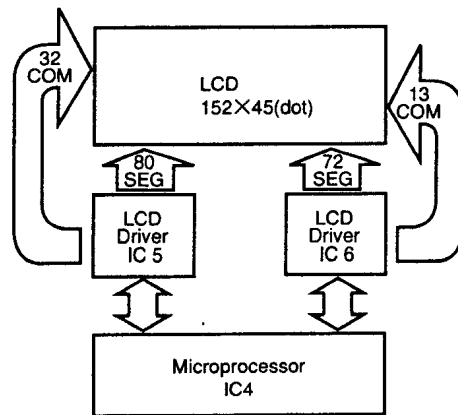 32
COM
LCD
152×45(dot)
13
COM
80
SEG
72
SEG
LCD
Driver
IC 5
LCD
Driver
IC 6
Microprocessor
IC4